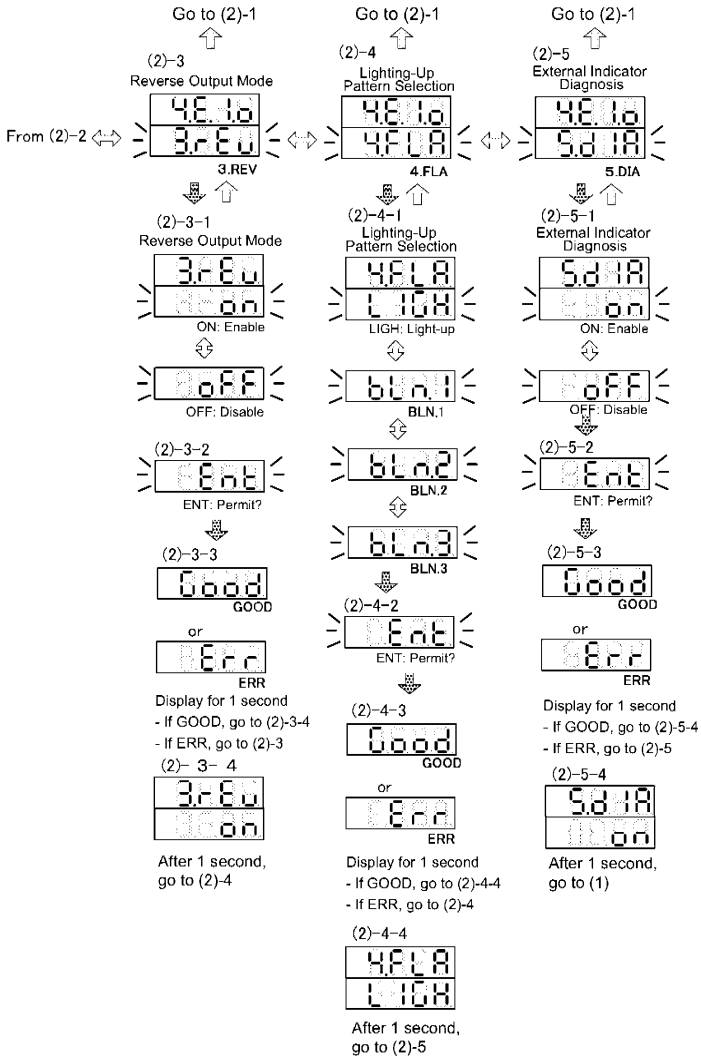 Go to (2)-1
(2)-3
Reverse Output Mode
4.E.1.o
From (2)-2
3.rEv
3.REV
(2)-3-1
Reverse Output Mode
3.rEv
on
ON: Enable
oFF
OFF: Disable
(2)-3-2
Ent
ENT: Permit?
(2)-3-3
Good
GOOD
or
Err
ERR
Display for 1 second
- If GOOD, go to (2)-3-4
- If ERR, go to (2)-3
(2)- 3- 4
3.rEv
on
After 1 second,
go to (2)-4
Go to (2)-1
(2)-4
Lighting-Up
Pattern Selection
4.E.1.o
4.FLA
4.FLA
(2)-4-1
Lighting-Up
Pattern Selection
4.FLA
LIGH
LIGH: Light-up
bLn.1
BLN.1
bLn.2
BLN.2
bLn.3
BLN.3
(2)-4-2
Ent
ENT: Permit?
(2)-4-3
Good
GOOD
or
Err
ERR
Display for 1 second
- If GOOD, go to (2)-4-4
- If ERR, go to (2)-4
(2)-4-4
4.FLA
LIGH
After 1 second,
go to (2)-5
Go to (2)-1
(2)-5
External Indicator
Diagnosis
4.E.1.o
5.dIA
5.DIA
(2)-5-1
External Indicator
Diagnosis
5.dIA
on
ON: Enable
oFF
OFF: Disable
(2)-5-2
Ent
ENT: Permit?
(2)-5-3
Good
GOOD
or
Err
ERR
Display for 1 second
- If GOOD, go to (2)-5-4
- If ERR, go to (2)-5
(2)-5-4
5.dIA
on
After 1 second,
go to (1)